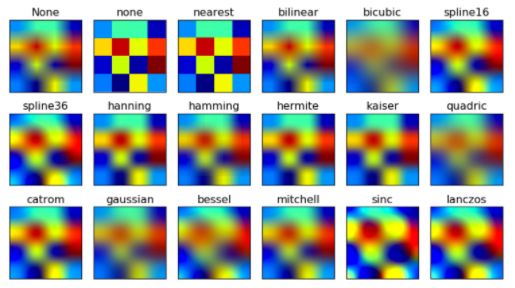 None none nearest bilinear bicubic spline16
spline36 hanning hamming hermite kaiser quadric
catrom gaussian bessel mitchell sinc lanczos